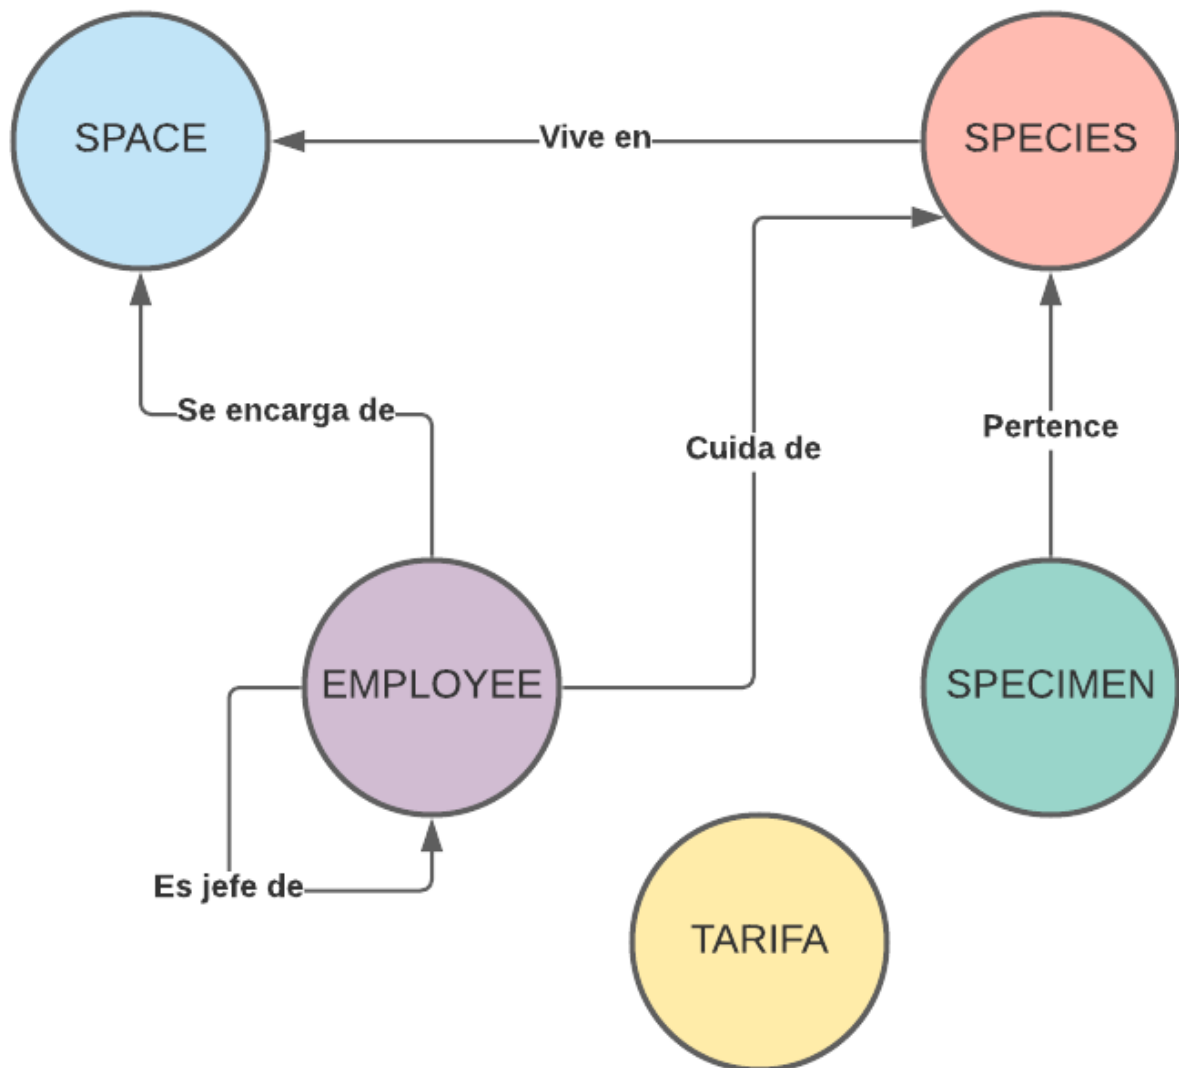 SPACE
Vive en
SPECIES
Se encarga de
Cuida de
Pertence
EMPLOYEE
SPECIMEN
Es jefe de
TARIFA